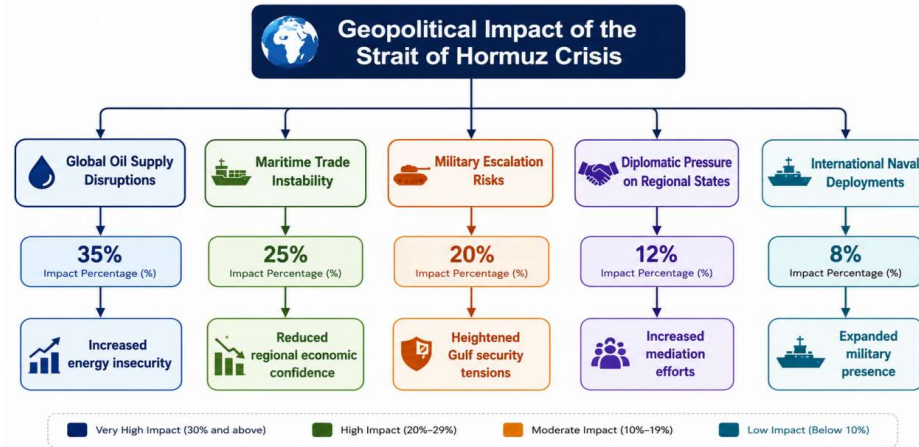 Geopolitical Impact of the
Strait of Hormuz Crisis
Global Oil Supply
Disruptions
Maritime Trade
Instability
Military Escalation
Risks
Diplomatic Pressure
on Regional States
International Naval
Deployments
35%
Impact Percentage (%)
25%
Impact Percentage (%)
20%
Impact Percentage (%)
12%
Impact Percentage (%)
8%
Impact Percentage (%)
Increased
energy insecurity
Reduced
regional economic
confidence
Heightened
Gulf security
tensions
Increased
mediation
efforts
Expanded
military
presence
Very High Impact (30% and above)
High Impact (20%–29%)
Moderate Impact (10%–19%)
Low Impact (Below 10%)